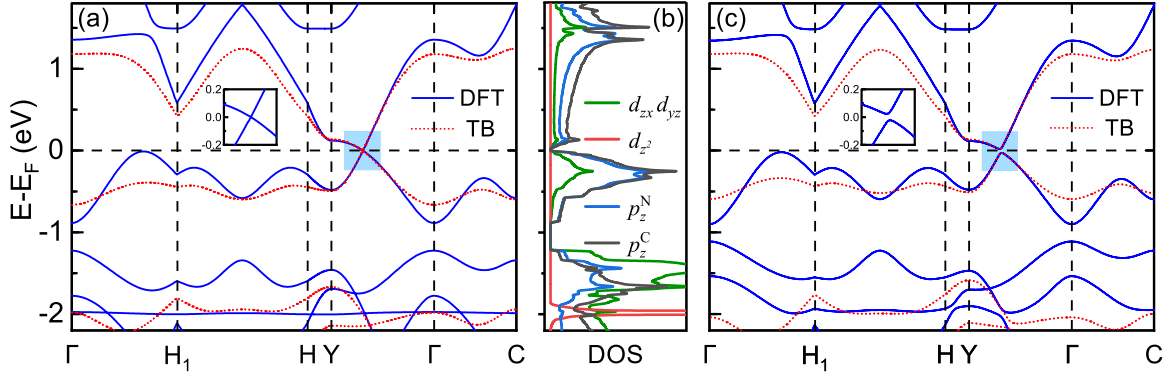 (a)
E-E_F (eV)
1
0
-1
-2
0.2
0.0
-0.2
DFT
TB
Γ
H₁
H
Y
Γ
C
(b)
d_zx d_yz
d_z²
p_z^N
p_z^C
DOS
(c)
0.2
0.0
-0.2
DFT
TB
Γ
H₁
H
Y
Γ
C